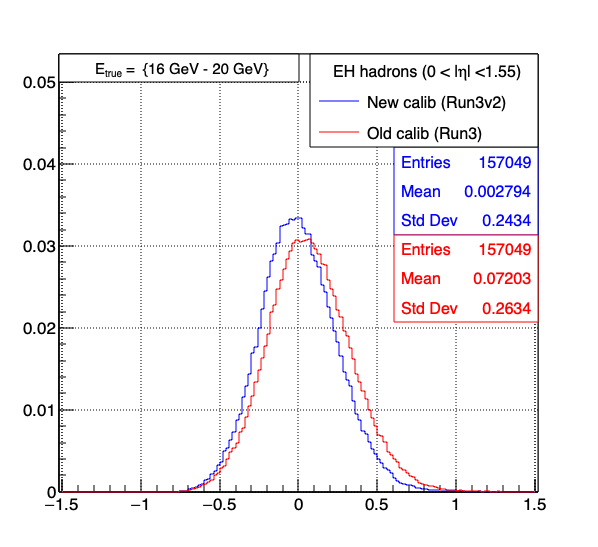 E_true = {16 GeV - 20 GeV}
EH hadrons (0 < |η| <1.55)
New calib (Run3v2)
Old calib (Run3)
Entries 157049
Mean 0.002794
Std Dev 0.2434
Entries 157049
Mean 0.07203
Std Dev 0.2634
0.05
0.04
0.03
0.02
0.01
0
−1.5 −1 −0.5 0 0.5 1 1.5